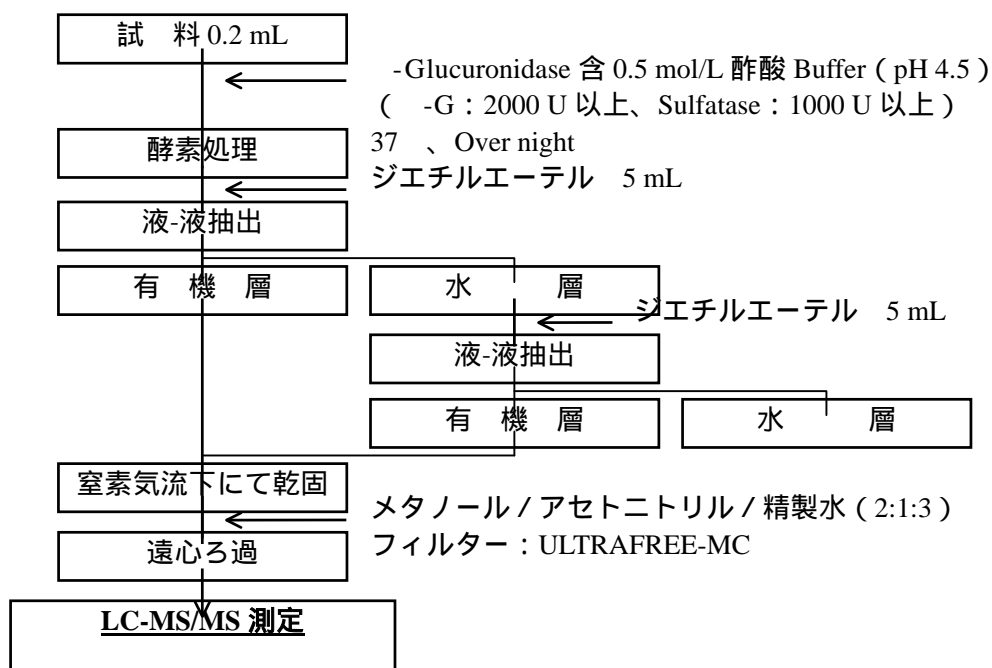 試 料 0.2 mL
-Glucuronidase 含 0.5 mol/L 酢酸 Buffer（pH 4.5）
（ -G：2000 U 以上、Sulfatase：1000 U 以上）
37 、Over night
酵素処理
ジエチルエーテル 5 mL
液-液抽出
有 機 層
水 層
ジエチルエーテル 5 mL
液-液抽出
有 機 層
水 層
窒素気流下にて乾固
メタノール／アセトニトリル／精製水（2:1:3）
フィルター：ULTRAFREE-MC
遠心ろ過
LC-MS/MS 測定